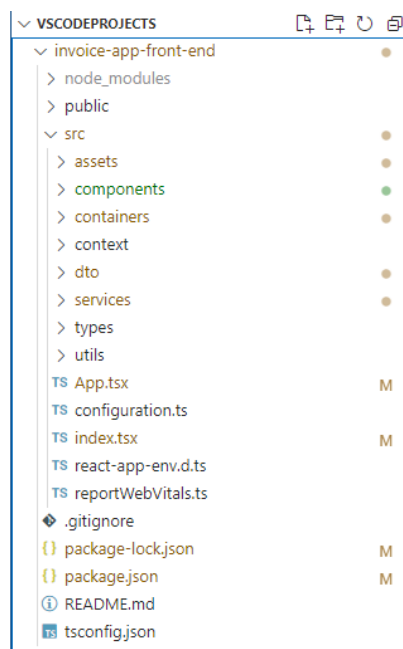 VSCODEPROJECTS
invoice-app-front-end
node_modules
public
src
assets
components
containers
context
dto
services
types
utils
TS App.tsx M
TS configuration.ts
TS index.tsx M
TS react-app-env.d.ts
TS reportWebVitals.ts
.gitignore
{} package-lock.json M
{} package.json M
README.md
TS tsconfig.json